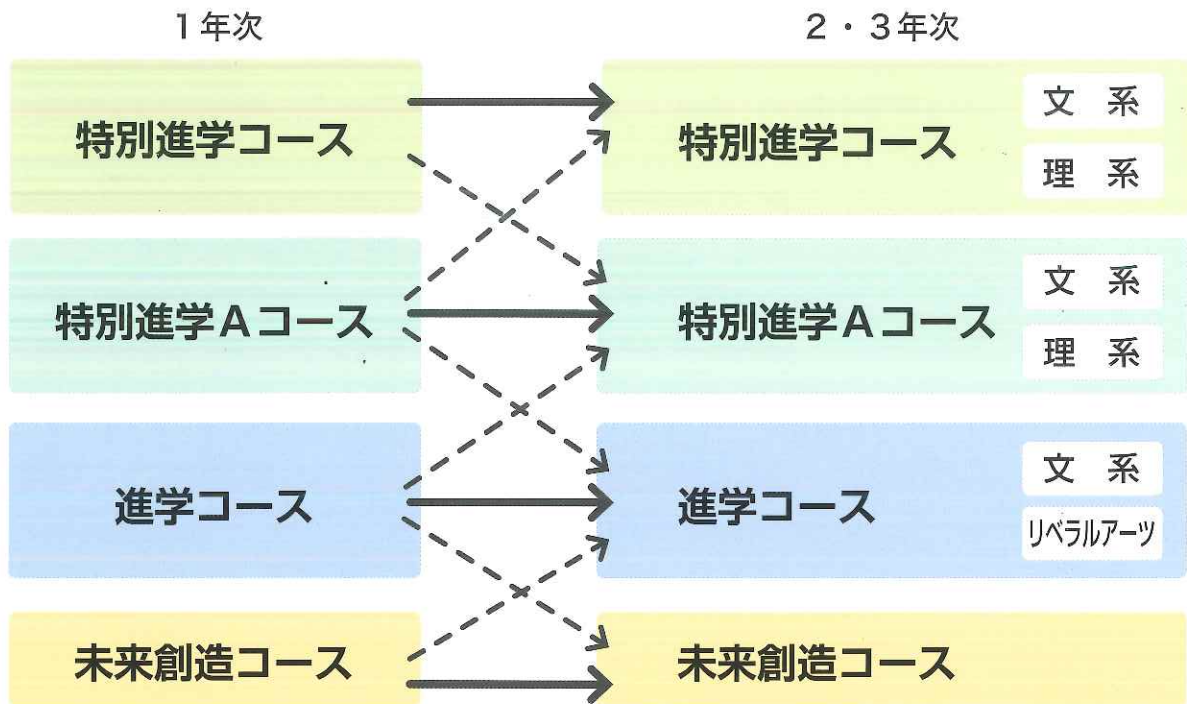 1年次
2・3年次
特別進学コース
特別進学コース
文 系
理 系
特別進学Aコース
特別進学Aコース
文 系
理 系
進学コース
進学コース
文 系
リベラルアーツ
未来創造コース
未来創造コース